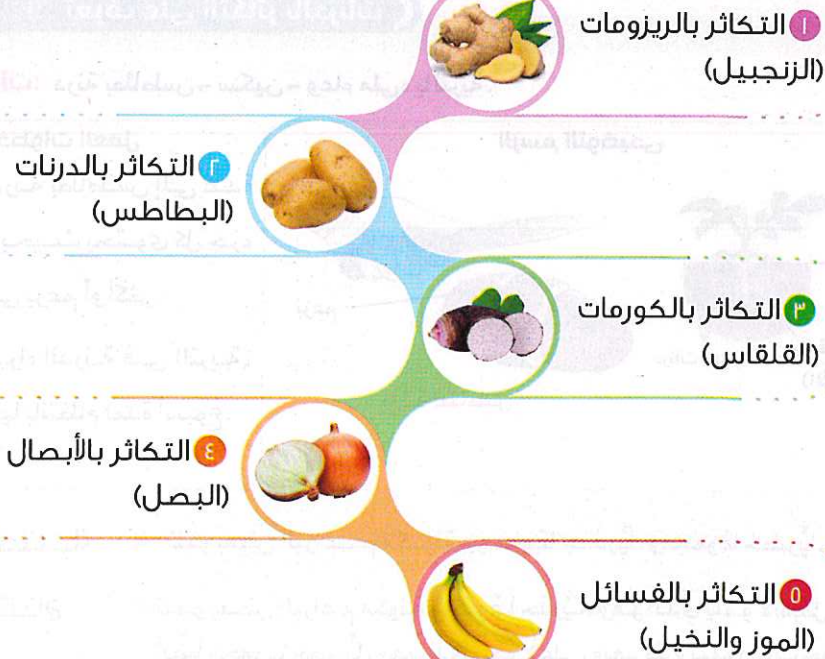 ١ التكاثر بالريزومات
(الزنجبيل)
٢ التكاثر بالدرنات
(البطاطس)
٣ التكاثر بالكورمات
(القلقاس)
٤ التكاثر بالأبصال
(البصل)
٥ التكاثر بالفسائل
(الموز والنخيل)